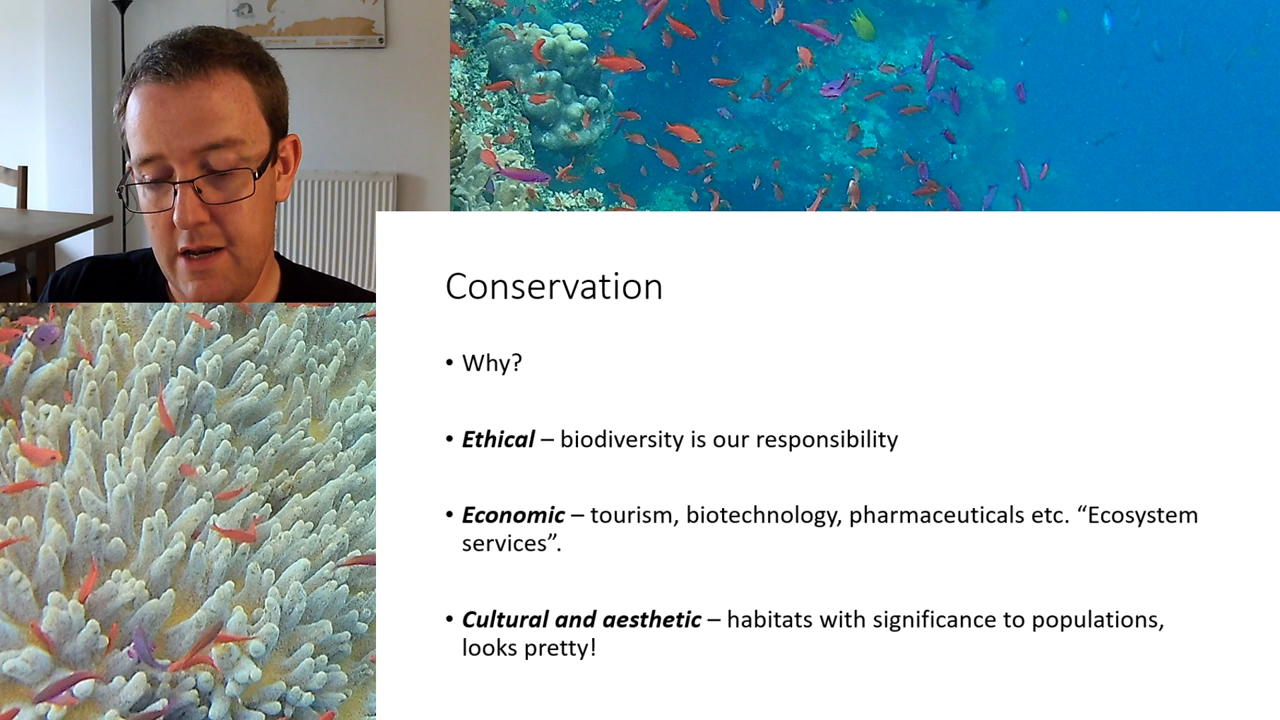 Conservation
• Why?
• Ethical – biodiversity is our responsibility
• Economic – tourism, biotechnology, pharmaceuticals etc. “Ecosystem
services”.
• Cultural and aesthetic – habitats with significance to populations,
looks pretty!